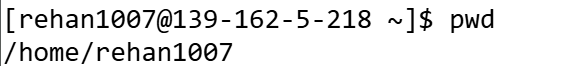 [rehan1007@139-162-5-218 ~]$ pwd
/home/rehan1007